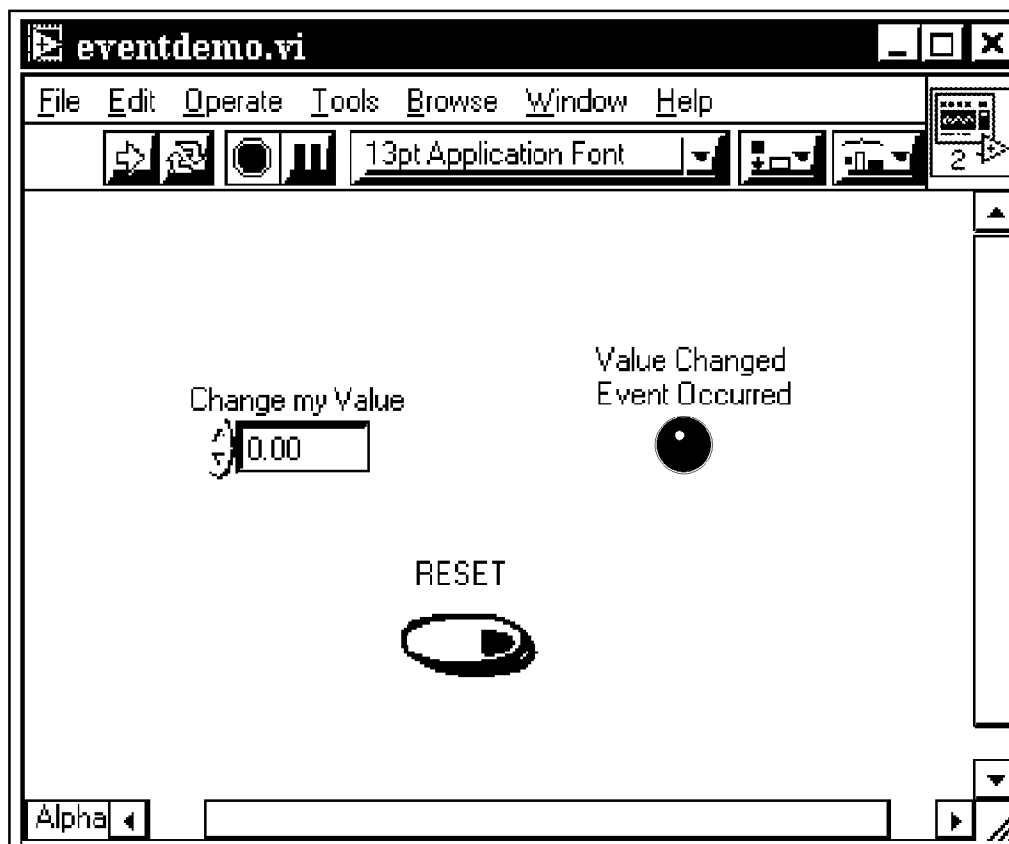 eventdemo.vi
File Edit Operate Tools Browse Window Help
13pt Application Font
2
Value Changed
Event Occurred
Change my Value
0.00
RESET
Alpha